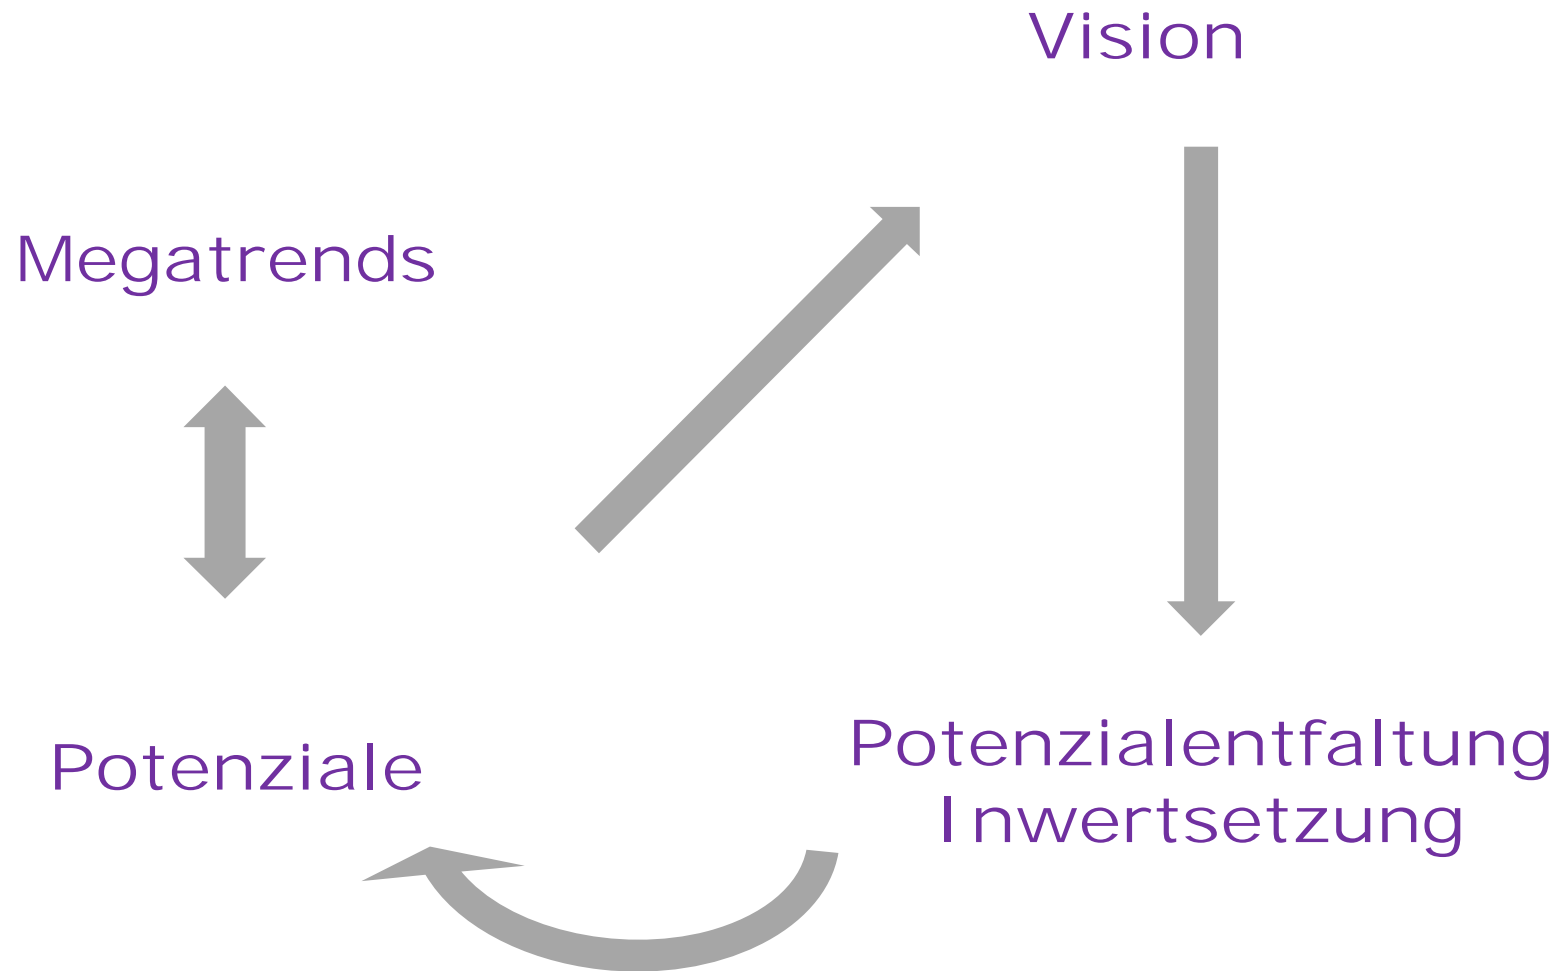 Vision
Megatrends
Potenziale
Potenzialentfaltung
Inwertsetzung